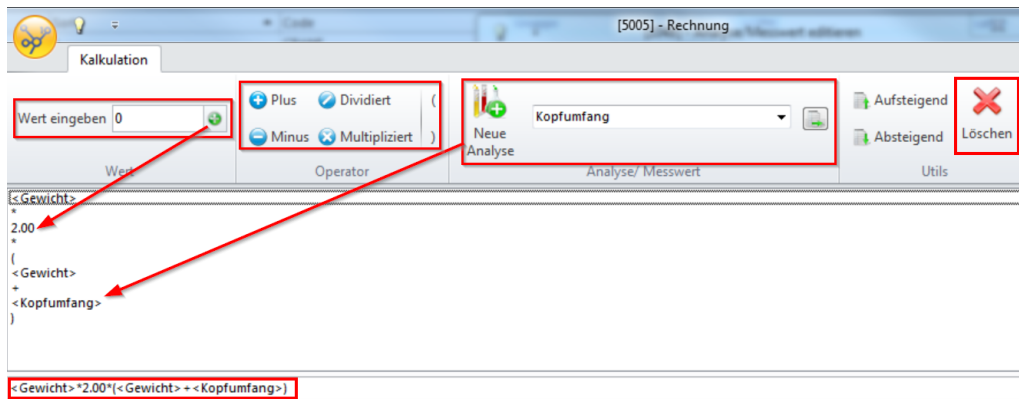 [5005] - Rechnung
Kalkulation
Wert eingeben 0
Plus Dividiert (
Minus Multipliziert )
Neue Analyse
Kopfumfang
Aufsteigend
Absteigend
Löschen
Wert
Operator
Analyse/ Messwert
Utils
<Gewicht>
*
2.00
*
(
<Gewicht>
+
<Kopfumfang>
)
<Gewicht>*2.00*(<Gewicht>+<Kopfumfang>)